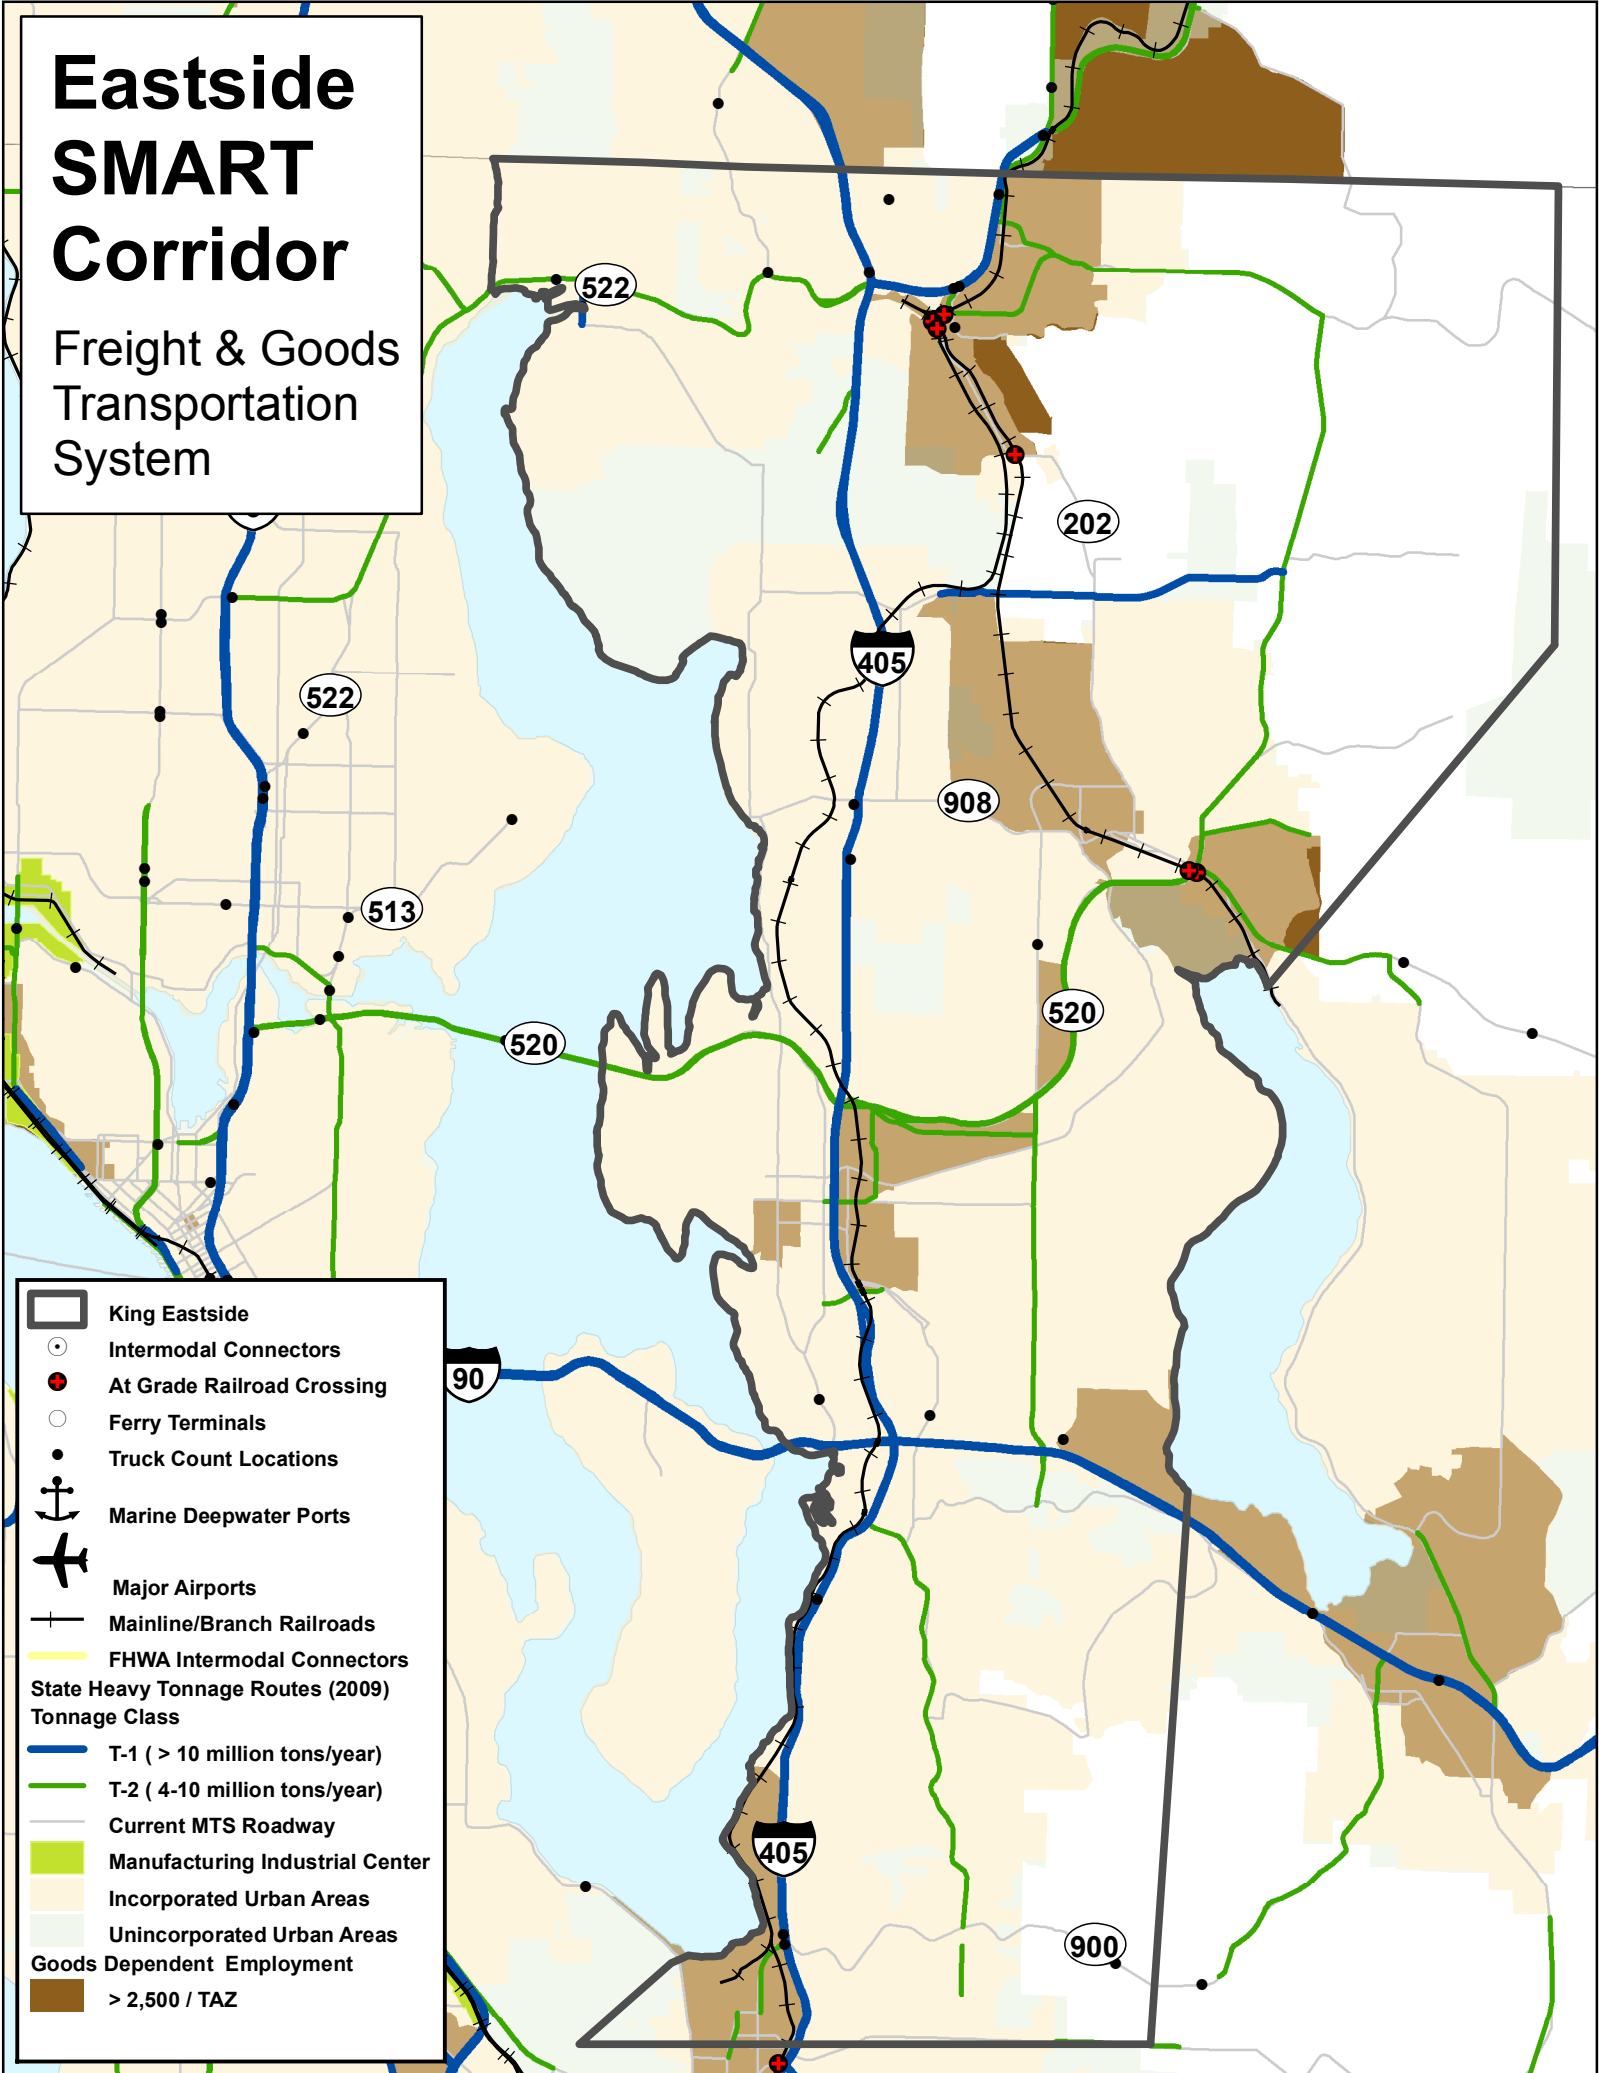 Eastside
SMART
Corridor
Freight & Goods
Transportation
System
522
202
405
522
908
513
520
520
90
405
900
King Eastside
Intermodal Connectors
At Grade Railroad Crossing
Ferry Terminals
Truck Count Locations
Marine Deepwater Ports
Major Airports
Mainline/Branch Railroads
FHWA Intermodal Connectors
State Heavy Tonnage Routes (2009)
Tonnage Class
T-1 ( > 10 million tons/year)
T-2 ( 4-10 million tons/year)
Current MTS Roadway
Manufacturing Industrial Center
Incorporated Urban Areas
Unincorporated Urban Areas
Goods Dependent Employment
> 2,500 / TAZ